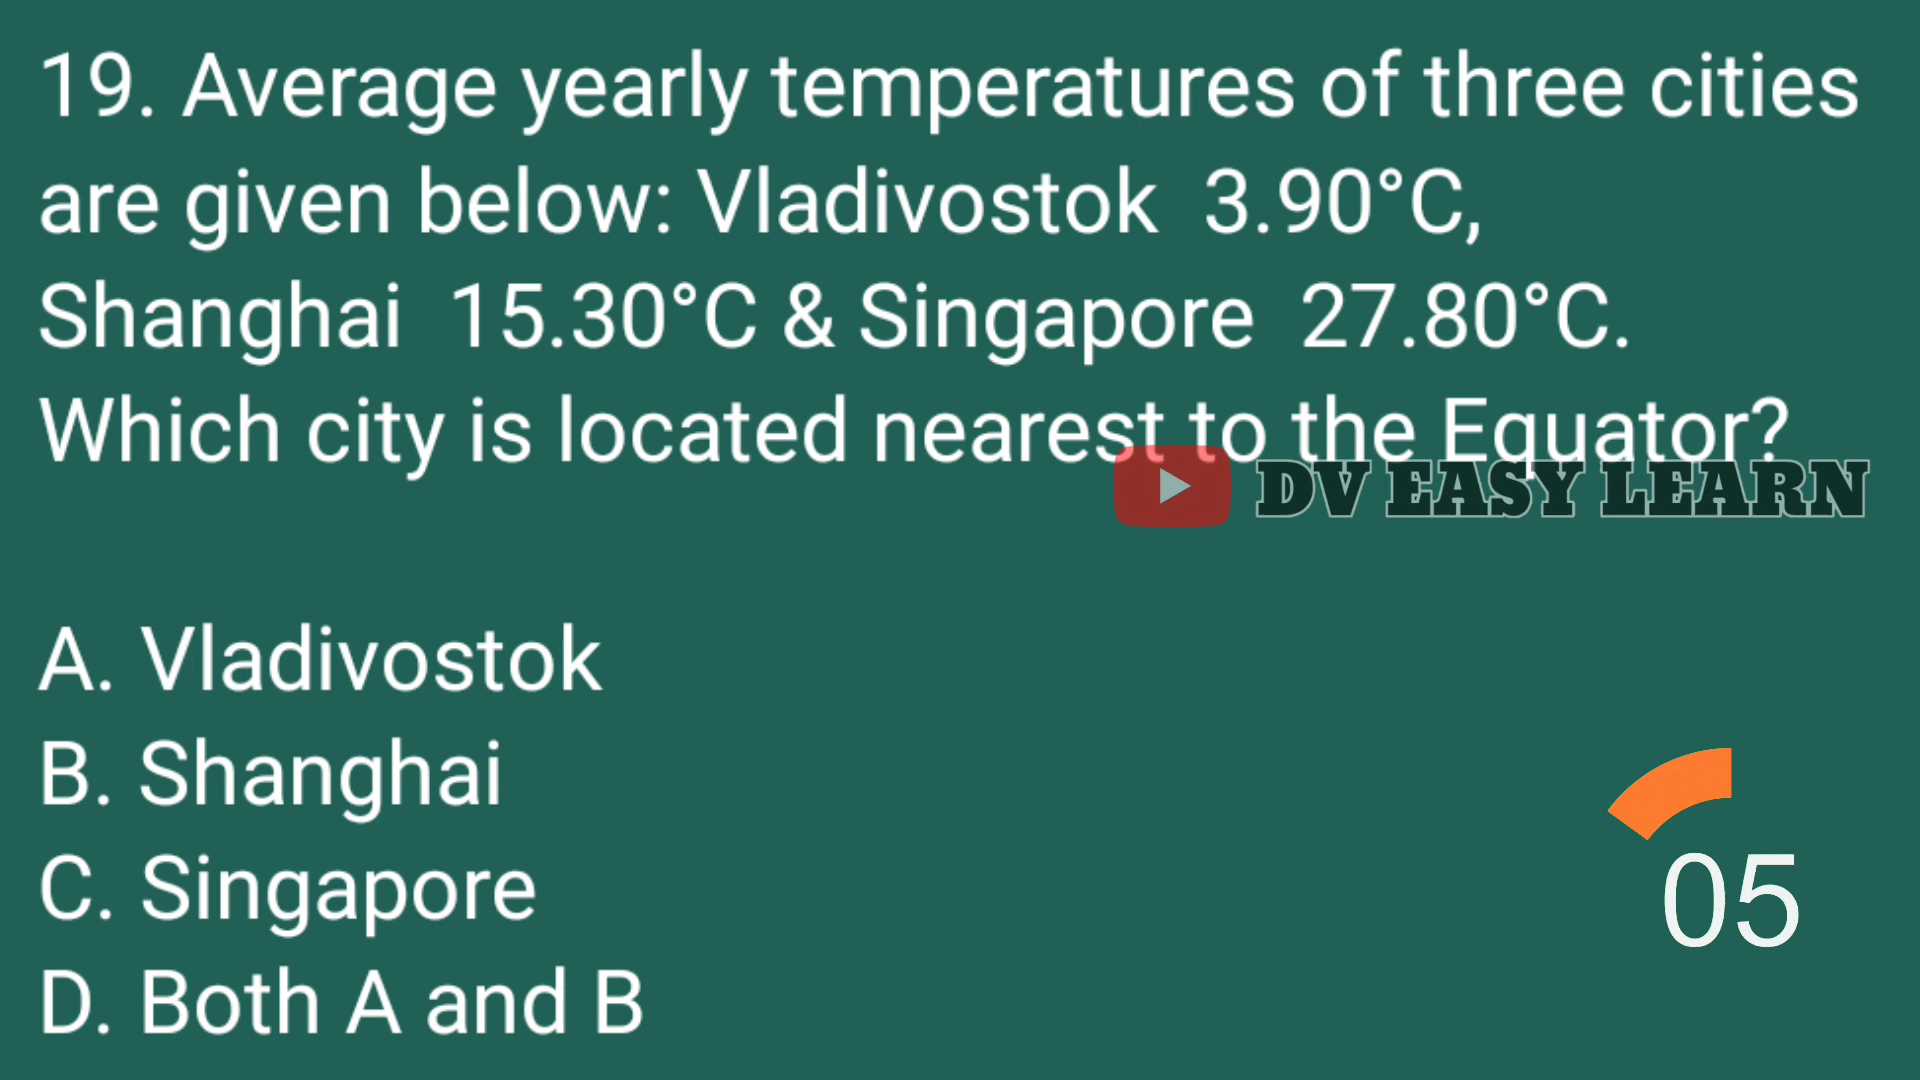 19. Average yearly temperatures of three cities
are given below: Vladivostok 3.90°C,
Shanghai 15.30°C & Singapore 27.80°C.
Which city is located nearest to the Equator?
DV EASY LEARN
A. Vladivostok
B. Shanghai
C. Singapore
D. Both A and B
05